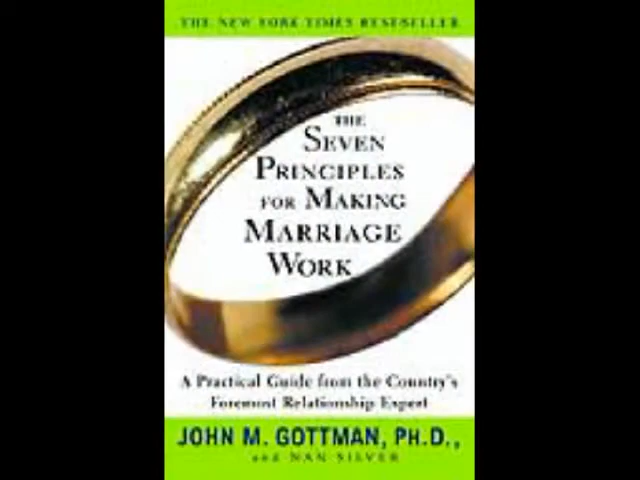 THE NEW YORK TIMES BESTSELLER
THE
SEVEN
PRINCIPLES
FOR MAKING
MARRIAGE
WORK
A Practical Guide from the Country's
Foremost Relationship Expert
JOHN M. GOTTMAN, PH.D.,
and NAN SILVER